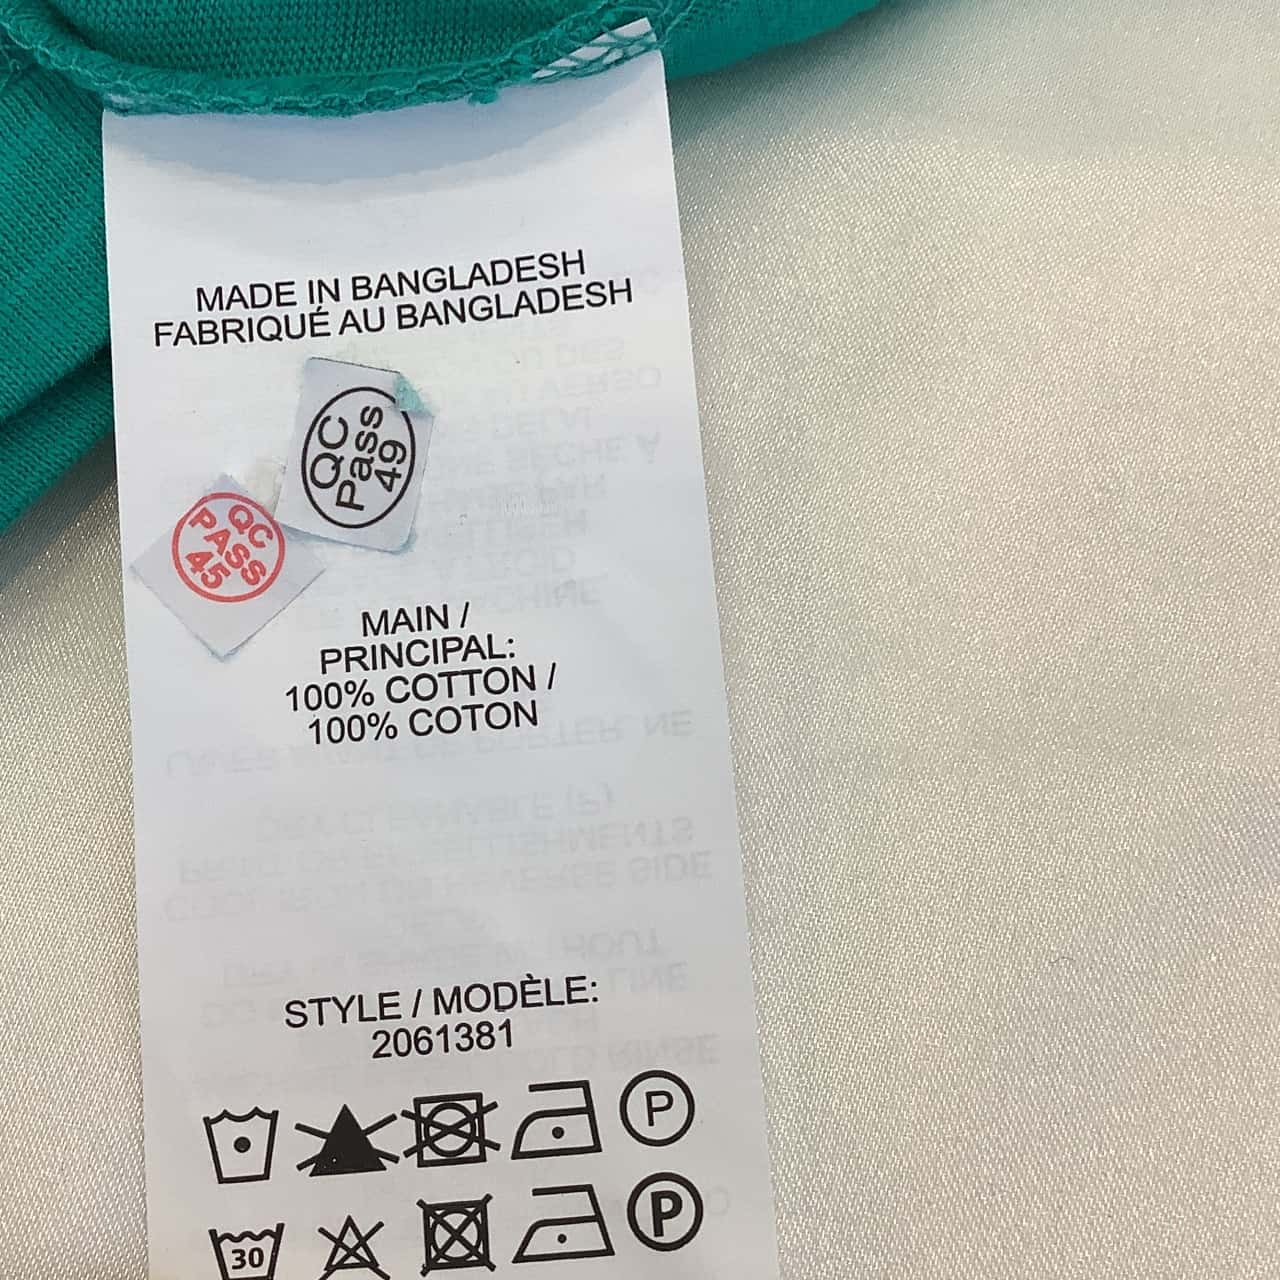 MADE IN BANGLADESH
FABRIQUÉ AU BANGLADESH
QC
Pass
49
QC
PASS
45
MAIN /
PRINCIPAL:
100% COTTON /
100% COTON
STYLE / MODÈLE:
2061381
P
30
P